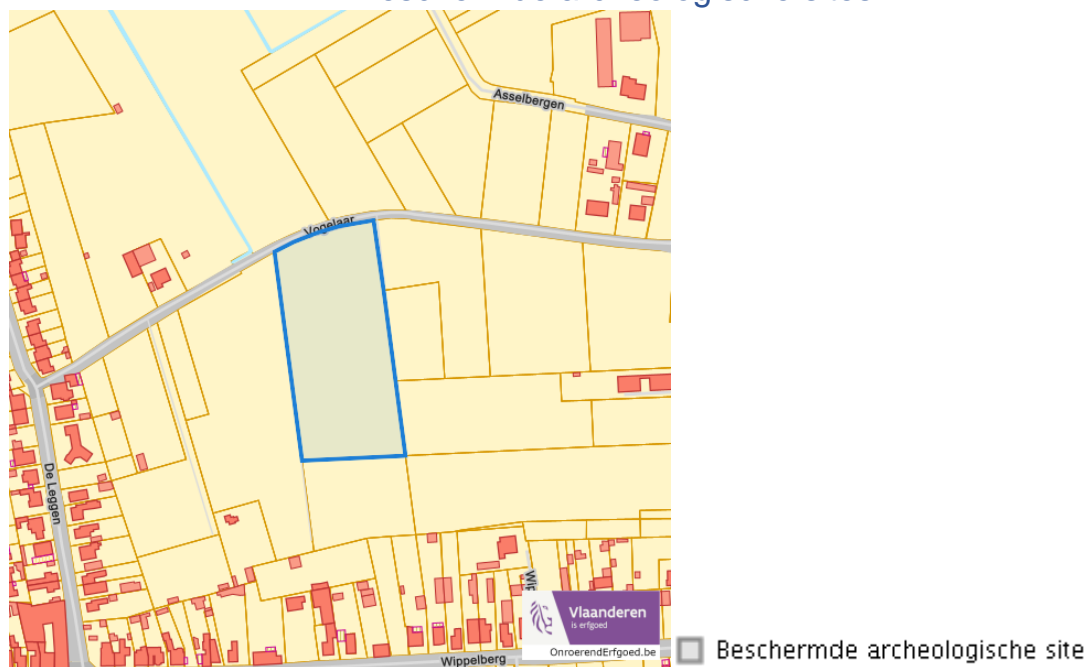 Asselbergen
Vogelaar
De Leggen
Vlaanderen
is erfgoed
OnroerendErfgoed.be
Wippelberg
Beschermde archeologische site